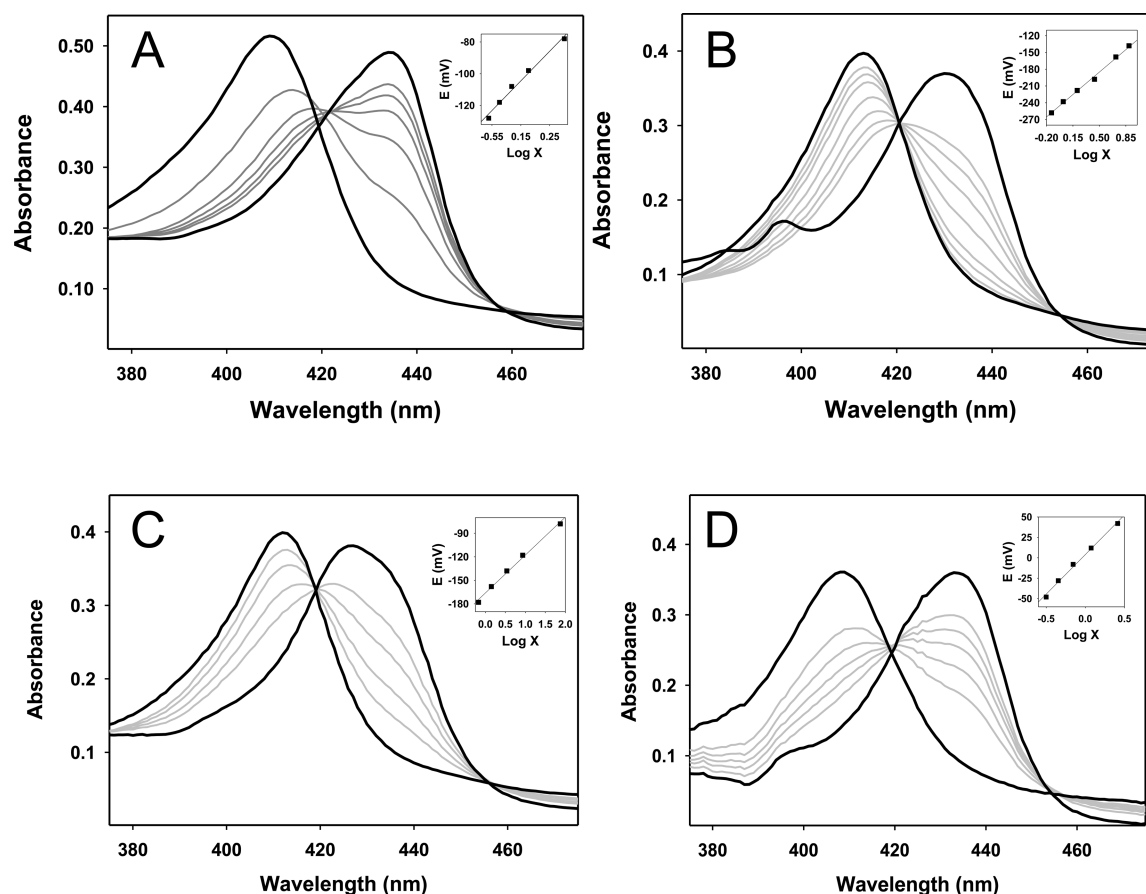 A
Absorbance
0.50
0.40
0.30
0.20
0.10
380 400 420 440 460
Wavelength (nm)
E (mV)
-80
-100
-120
-0.55 0.15 0.25
Log X
B
Absorbance
0.4
0.3
0.2
0.1
380 400 420 440 460
Wavelength (nm)
E (mV)
-120
-150
-180
-210
-240
-270
-0.20 0.15 0.50 0.85
Log X
C
Absorbance
0.4
0.3
0.2
0.1
380 400 420 440 460
Wavelength (nm)
E (mV)
-90
-120
-150
-180
0.0 0.5 1.0 1.5 2.0
Log X
D
Absorbance
0.4
0.3
0.2
0.1
380 400 420 440 460
Wavelength (nm)
E (mV)
50
25
0
-25
-50
-0.5 0.0 0.5
Log X